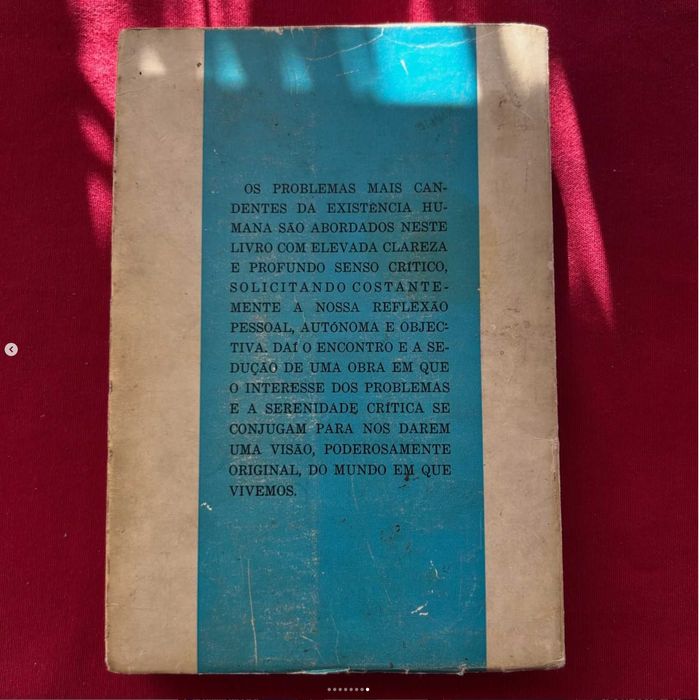 OS PROBLEMAS MAIS CAN-
DENTES DA EXISTÊNCIA HU-
MANA SÃO ABORDADOS NESTE
LIVRO COM ELEVADA CLAREZA
E PROFUNDO SENSO CRÍTICO,
SOLICITANDO COSTANTE-
MENTE A NOSSA REFLEXÃO
PESSOAL, AUTÓNOMA E OBJEC-
TIVA. DAÍ O ENCONTRO E A SE-
DUÇÃO DE UMA OBRA EM QUE
O INTERESSE DOS PROBLEMAS
E A SERENIDADE CRÍTICA SE
CONJUGAM PARA NOS DAREM
UMA VISÃO, PODEROSAMENTE
ORIGINAL, DO MUNDO EM QUE
VIVEMOS.